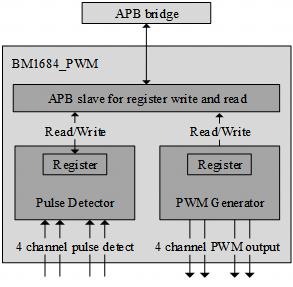 APB bridge
BM1684_PWM
APB slave for register write and read
Read/Write
Read/Write
Register
Register
Pulse Detector
PWM Generator
4 channel pulse detect
4 channel PWM output